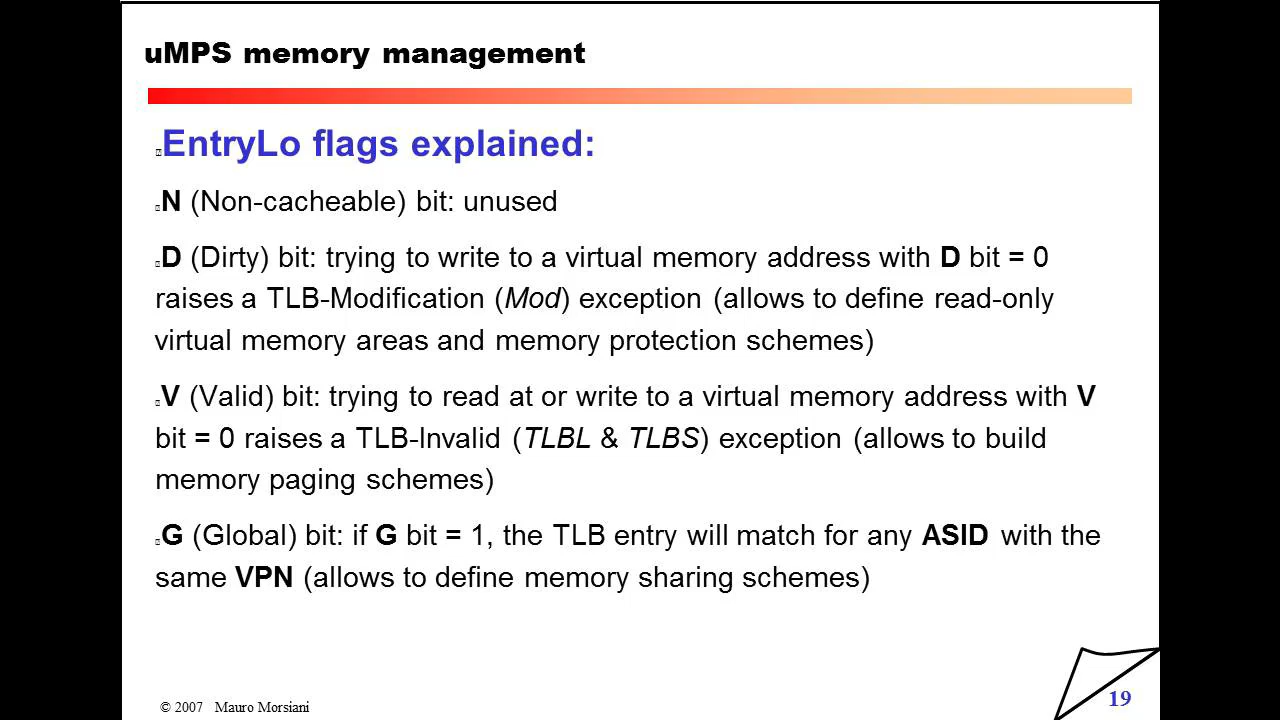 uMPS memory management
EntryLo flags explained:
N (Non-cacheable) bit: unused
D (Dirty) bit: trying to write to a virtual memory address with D bit = 0
raises a TLB-Modification (Mod) exception (allows to define read-only
virtual memory areas and memory protection schemes)
V (Valid) bit: trying to read at or write to a virtual memory address with V
bit = 0 raises a TLB-Invalid (TLBL & TLBS) exception (allows to build
memory paging schemes)
G (Global) bit: if G bit = 1, the TLB entry will match for any ASID with the
same VPN (allows to define memory sharing schemes)
© 2007 Mauro Morsiani
19